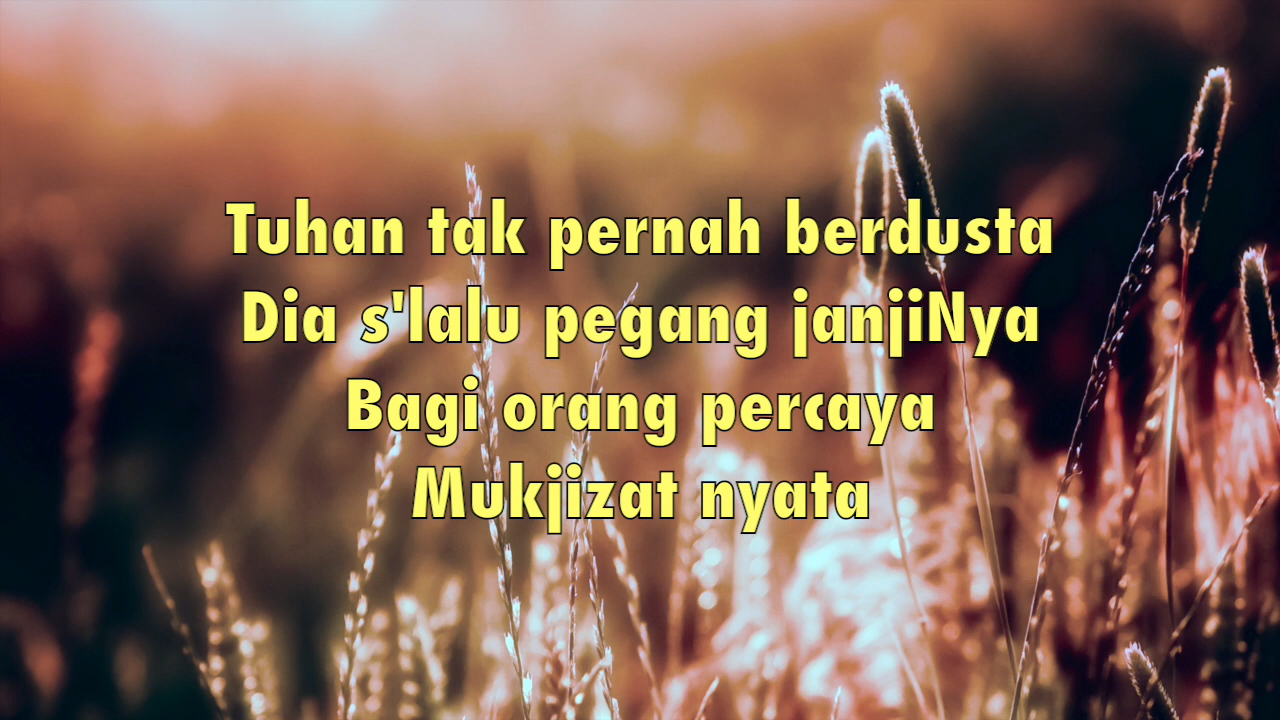 Tuhan tak pernah berdusta
Dia s'lalu pegang janjiNya
Bagi orang percaya
Mukjizat nyata